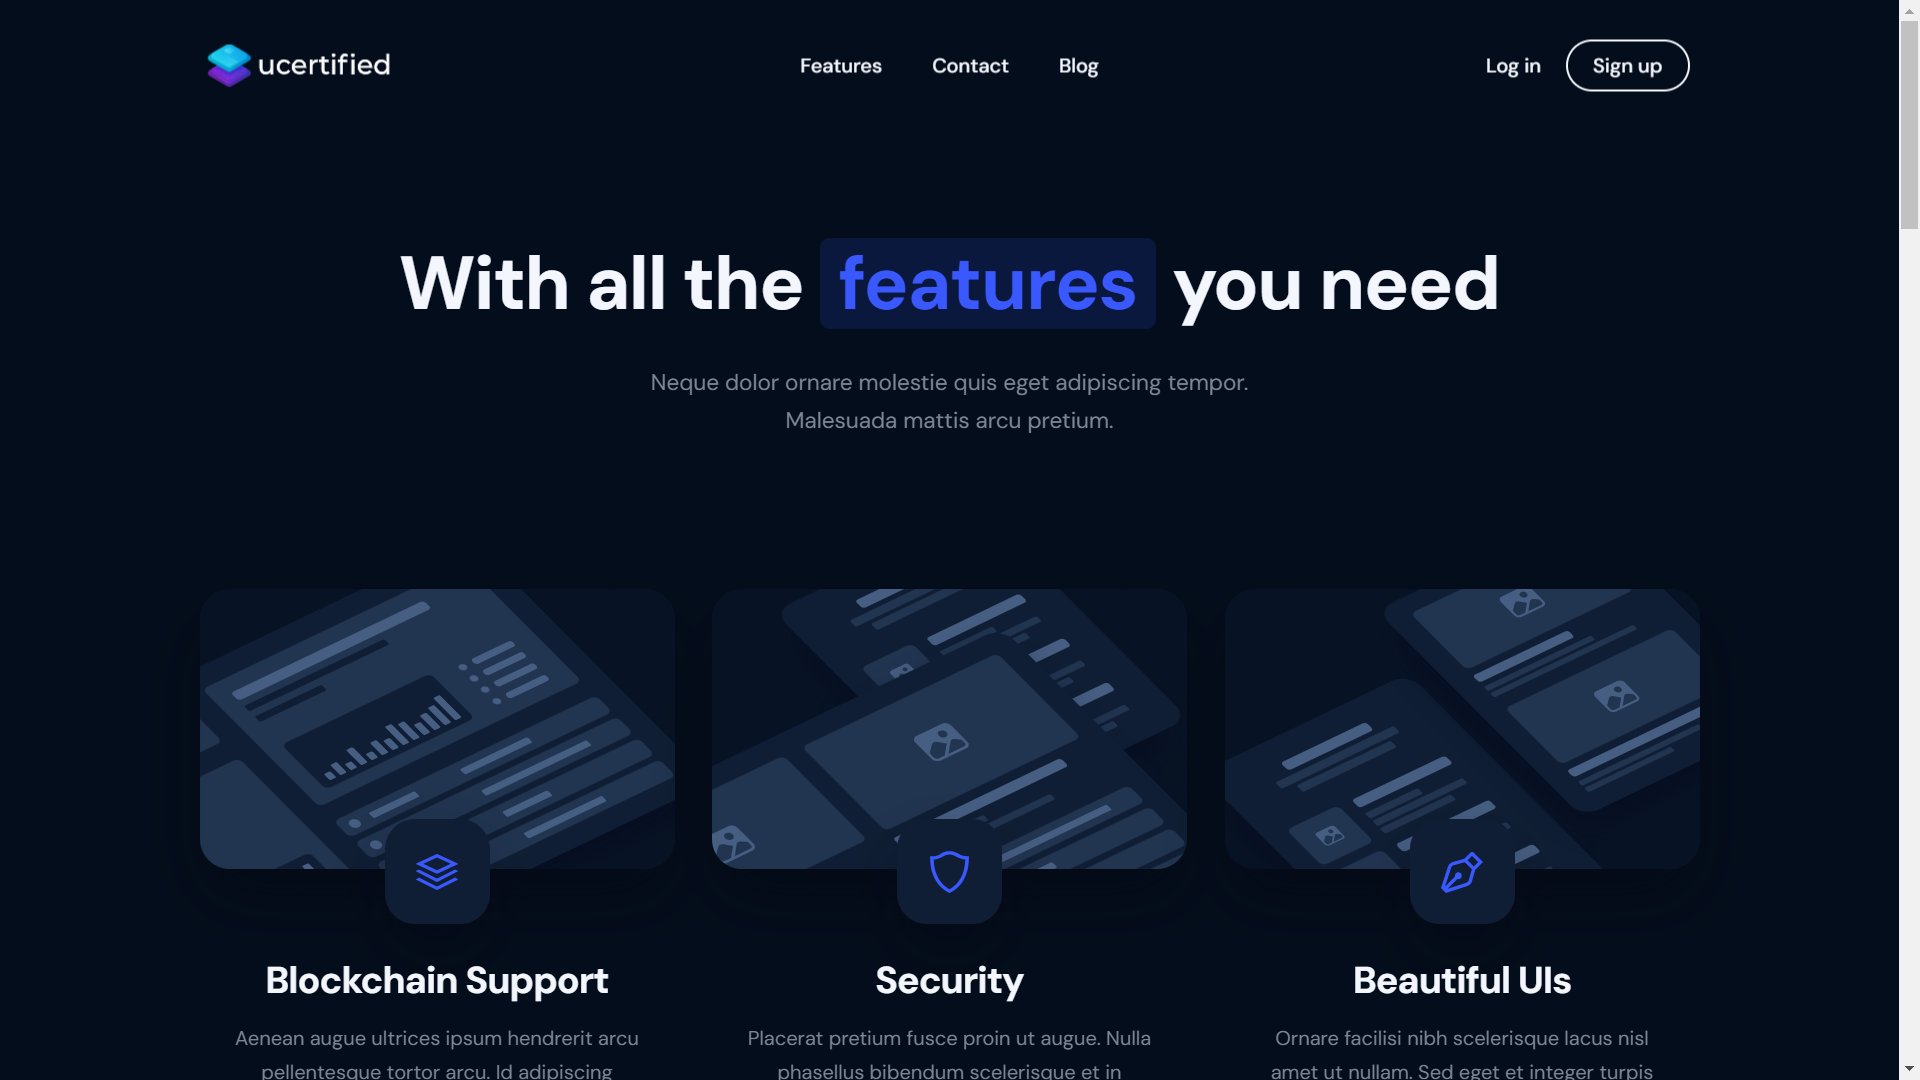 ucertified
Features
Contact
Blog
Log in
Sign up
With all the features you need
Neque dolor ornare molestie quis eget adipiscing tempor.
Malesuada mattis arcu pretium.
Blockchain Support
Aenean augue ultrices ipsum hendrerit arcu
pellentesque tortor arcu. Id adipiscing
Security
Placerat pretium fusce proin ut augue. Nulla
phasellus bibendum scelerisque et in
Beautiful UIs
Ornare facilisi nibh scelerisque lacus nisl
amet ut nullam. Sed eget et integer turpis